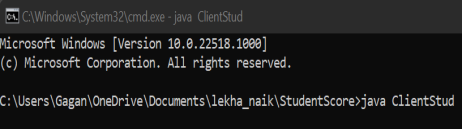 C:\Windows\System32\cmd.exe - java ClientStud
Microsoft Windows [Version 10.0.22518.1000]
(c) Microsoft Corporation. All rights reserved.
C:\Users\Gagan\OneDrive\Documents\lekha_naik\StudentScore>java ClientStud